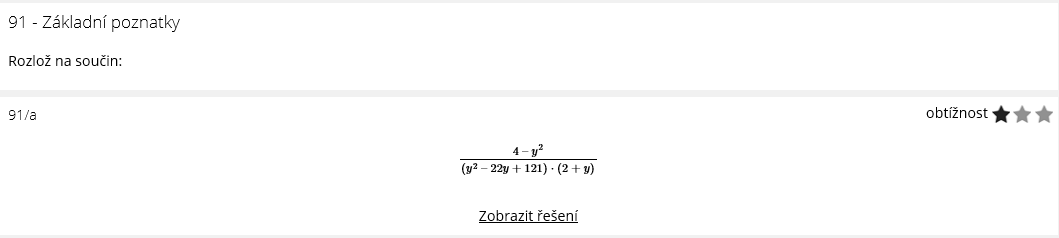 91 - Základní poznatky
Rozlož na součin:
91/a
obtížnost
4 – y²
(y² – 22y + 121) · (2 + y)
Zobrazit řešení